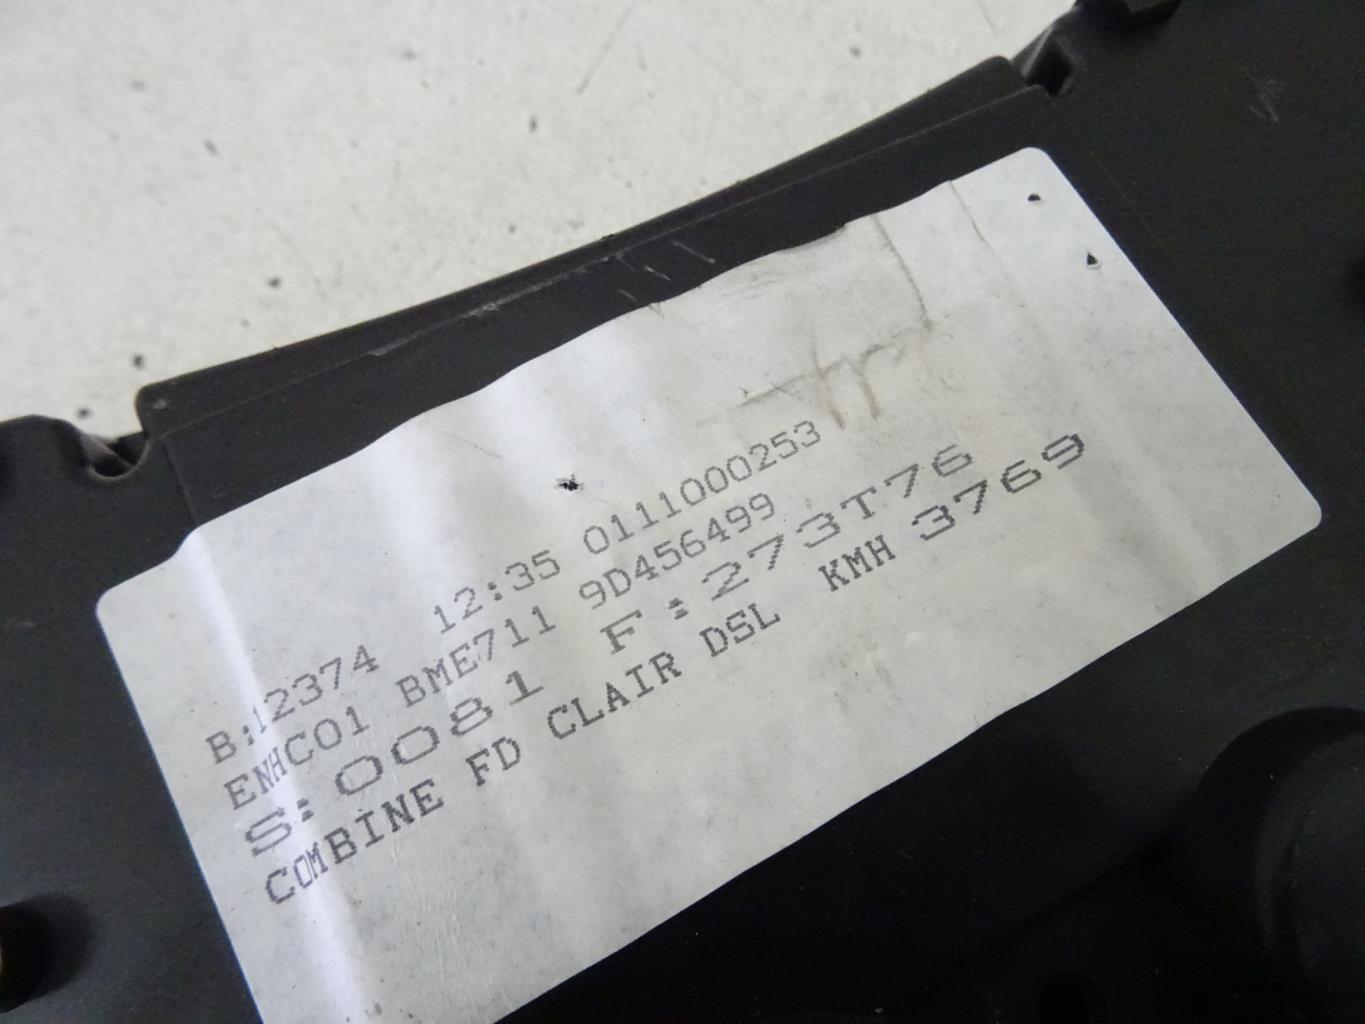 B:12374 12:35 0111000253
ENHC01 BME711 9D456499
S:0081 F:273T76
COMBINE FD CLAIR DSL KMH 3769